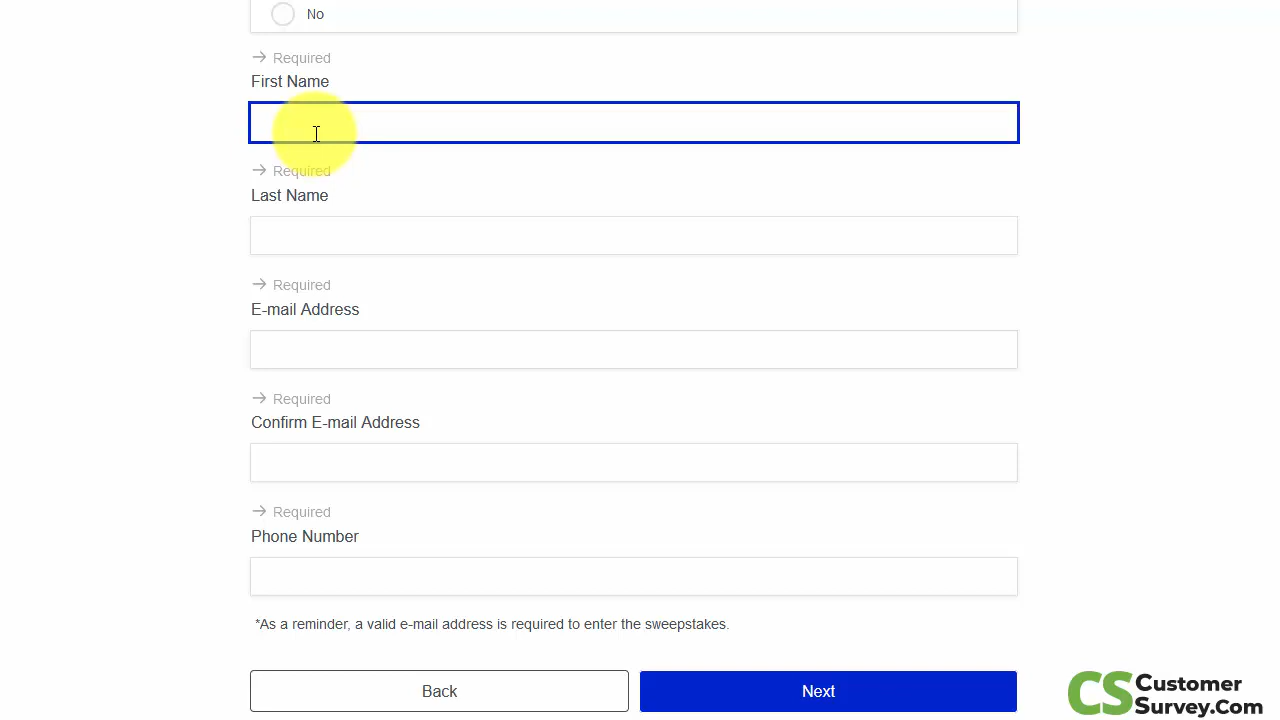 No
Required
First Name
Required
Last Name
Required
E-mail Address
Required
Confirm E-mail Address
Required
Phone Number
*As a reminder, a valid e-mail address is required to enter the sweepstakes.
Back
Next
CS Customer
Survey.Com